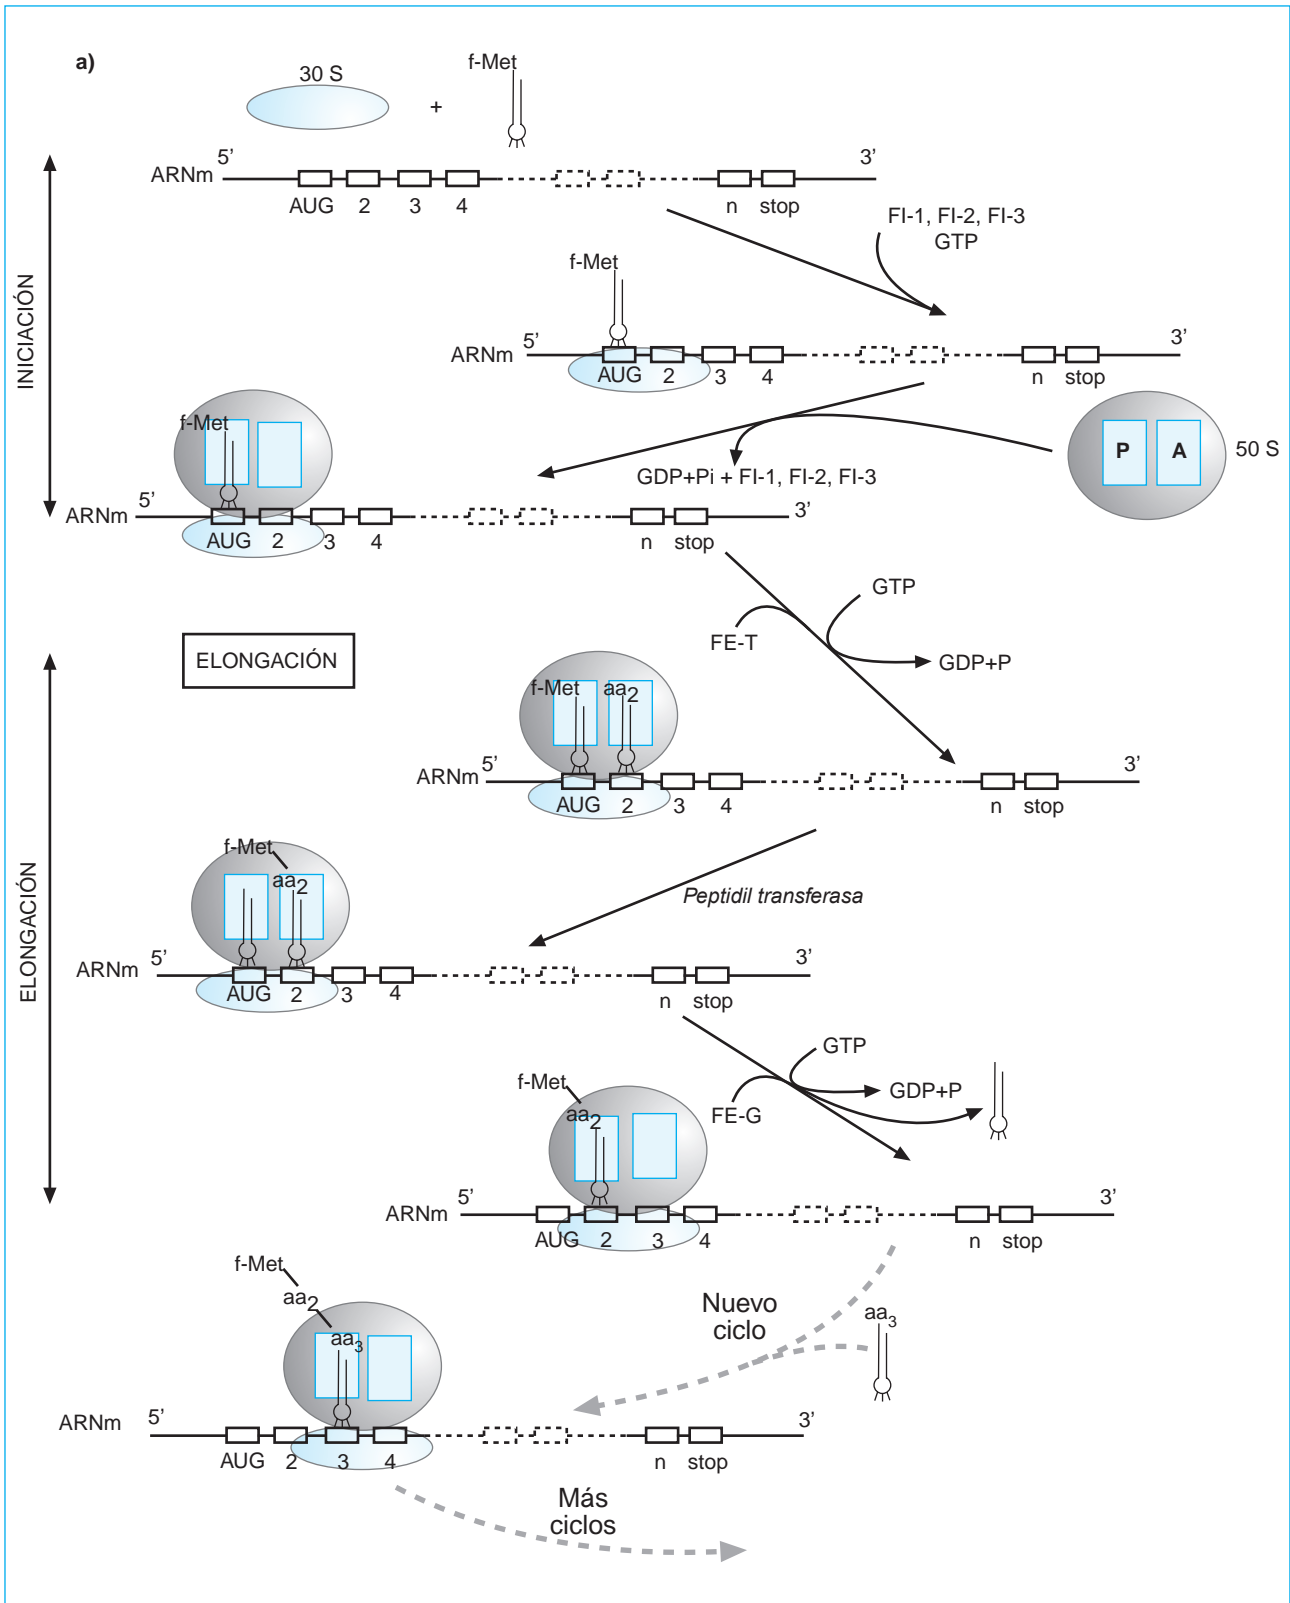 a)
30 S
+
f-Met
ARNm 5’ 3’
AUG 2 3 4 n stop
FI-1, FI-2, FI-3
GTP
INICIACIÓN
f-Met
ARNm 5’ 3’
AUG 2 3 4 n stop
P A 50 S
GDP+Pi + FI-1, FI-2, FI-3
f-Met
ARNm 5’ 3’
AUG 2 3 4 n stop
GTP
FE-T
GDP+P
ELONGACIÓN
ELONGACIÓN
f-Met aa2
ARNm 5’ 3’
AUG 2 3 4 n stop
Peptidil transferasa
f-Met
aa2
ARNm 5’ 3’
AUG 2 3 4 n stop
GTP
FE-G
GDP+P
f-Met
aa2
ARNm 5’ 3’
AUG 2 3 4 n stop
Nuevo
ciclo
aa3
f-Met
aa2
aa3
ARNm 5’ 3’
AUG 2 3 4 n stop
Más
ciclos